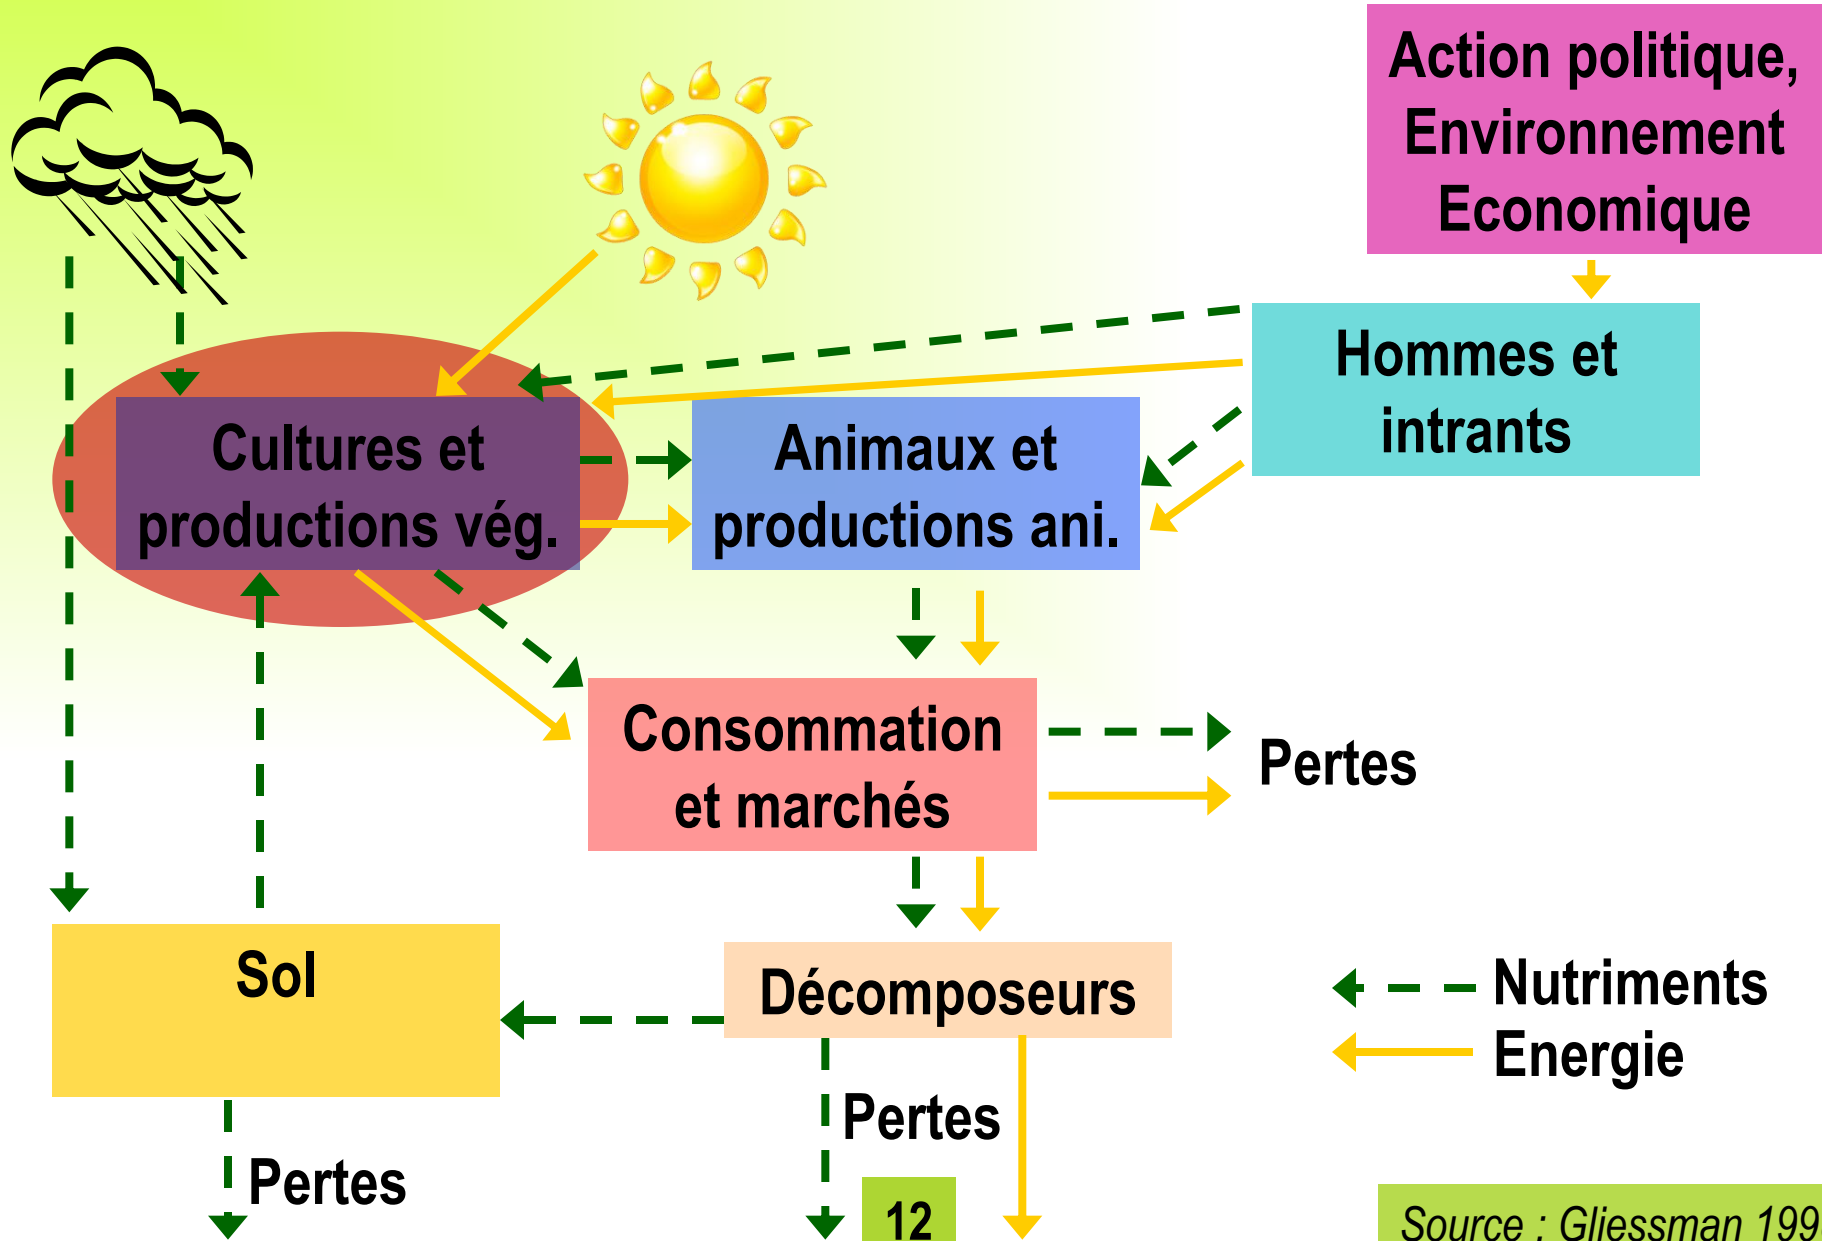 Action politique,
Environnement
Economique
Hommes et
intrants
Cultures et
productions vég.
Animaux et
productions ani.
Consommation
et marchés
Pertes
Sol
Décomposeurs
Nutriments
Energie
Pertes
Pertes
12
Source : Gliessman